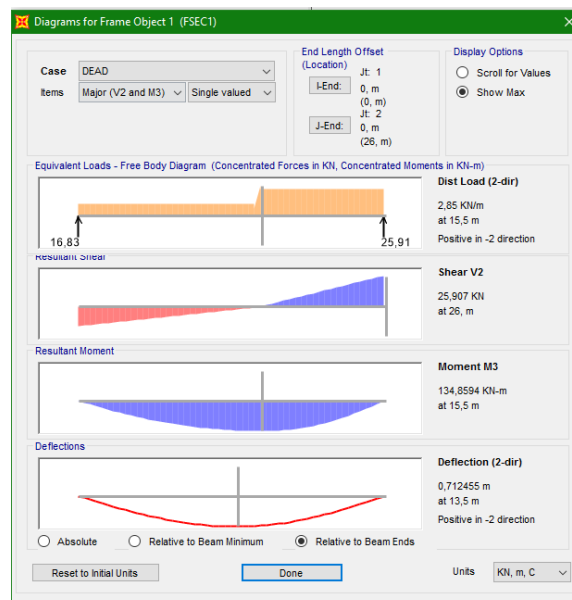 Diagrams for Frame Object 1 (FSEC1)
Case DEAD
Items Major (V2 and M3) Single valued
End Length Offset
(Location)
Jt: 1
I-End: 0, m
(0, m)
Jt: 2
J-End: 0, m
(26, m)
Display Options
Scroll for Values
Show Max
Equivalent Loads - Free Body Diagram (Concentrated Forces in KN, Concentrated Moments in KN-m)
16,83
25,91
Dist Load (2-dir)
2,85 KN/m
at 15,5 m
Positive in -2 direction
Resultant Shear
Shear V2
25,907 KN
at 26, m
Resultant Moment
Moment M3
134,8594 KN-m
at 15,5 m
Deflections
Deflection (2-dir)
0,712455 m
at 13,5 m
Positive in -2 direction
Absolute Relative to Beam Minimum Relative to Beam Ends
Reset to Initial Units Done Units KN, m, C